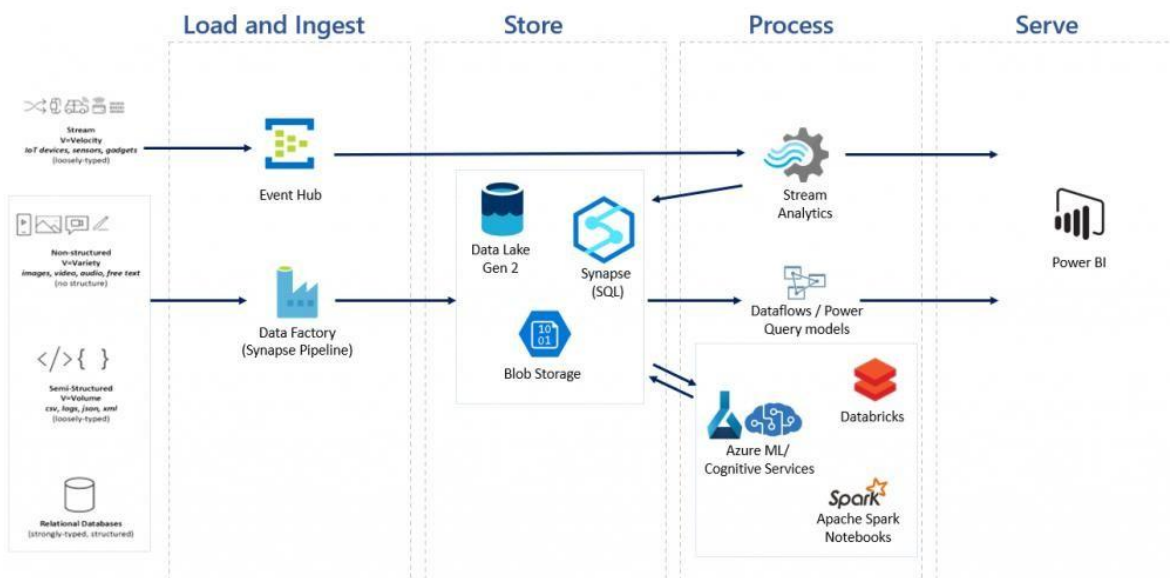 Load and Ingest
Store
Process
Serve
Stream
V=Velocity
IoT devices, sensors, gadgets
(loosely-typed)
Event Hub
Stream
Analytics
Non-structured
V=Variety
images, video, audio, free text
(no structure)
Data Lake
Gen 2
Synapse
(SQL)
Power BI
Data Factory
(Synapse Pipeline)
Dataflows / Power
Query models
10
01
Blob Storage
</>{ }
Semi-Structured
V=Volume
csv, logs, json, xml
(loosely-typed)
Databricks
Azure ML/
Cognitive Services
Relational Databases
(strongly-typed, structured)
Spark
Apache Spark
Notebooks